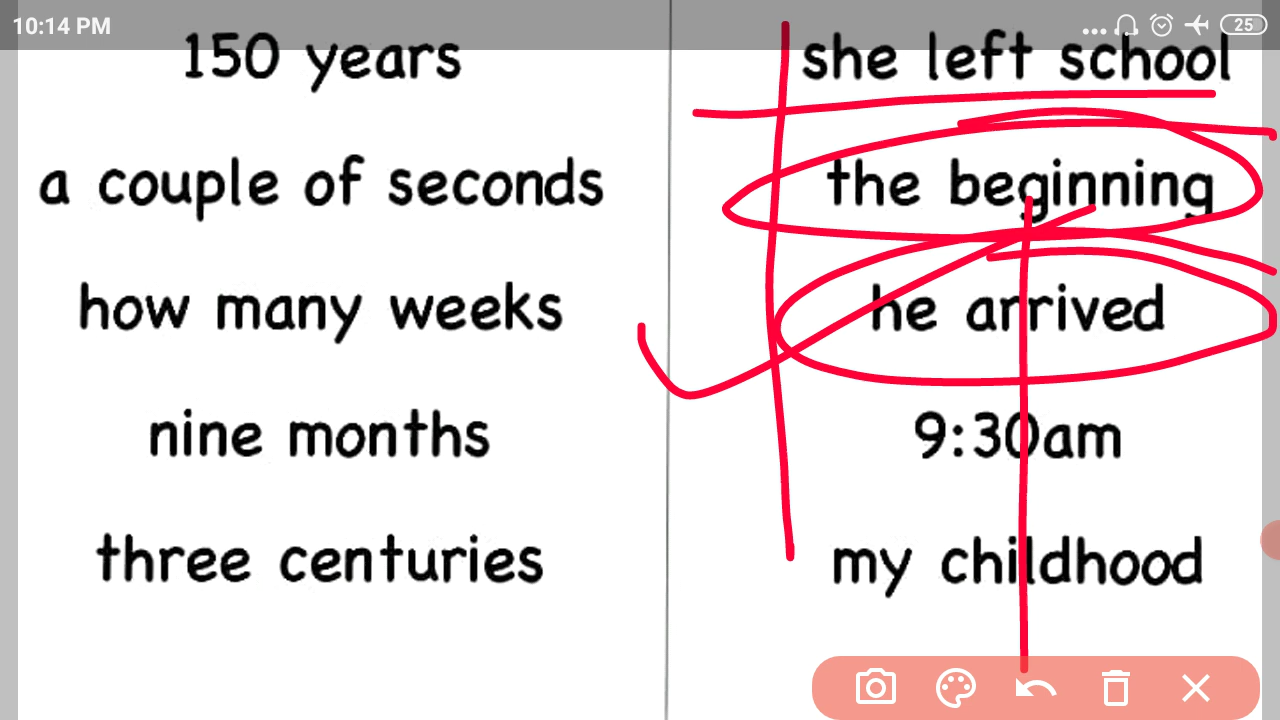 10:14 PM
25
150 years
a couple of seconds
how many weeks
nine months
three centuries
she left school
the beginning
he arrived
9:30am
my childhood